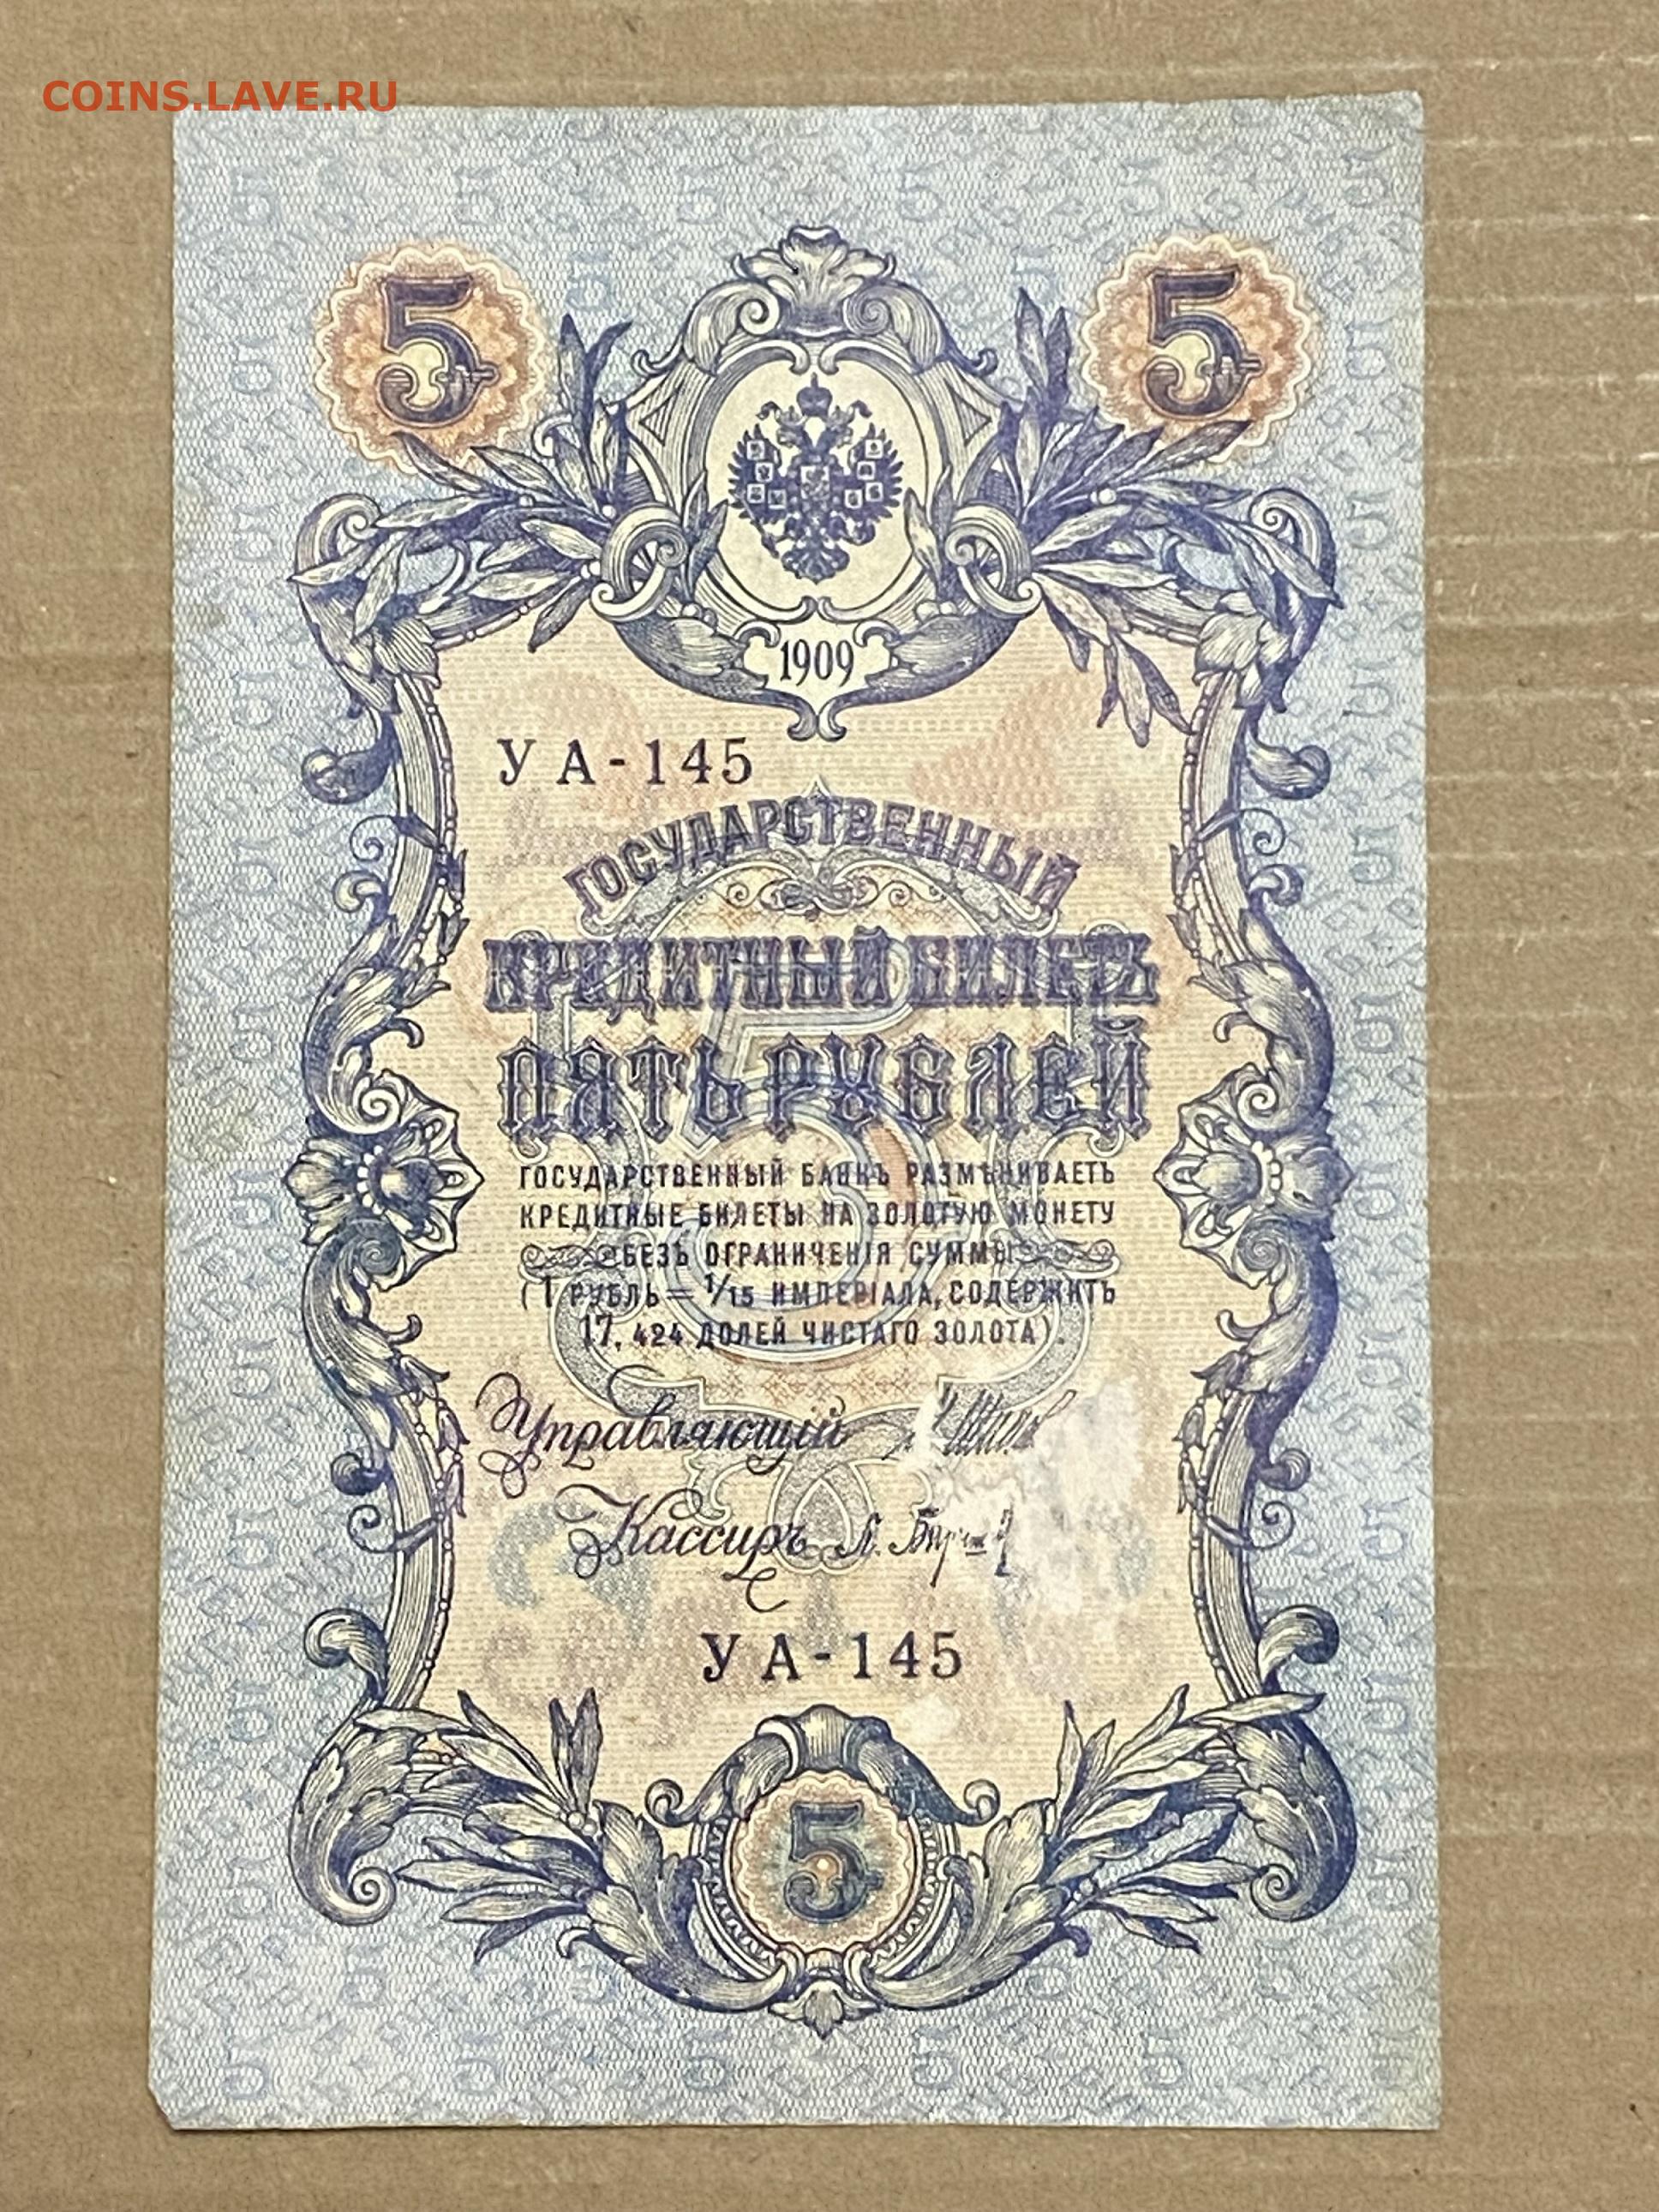 COINS.LAVE.RU
5 5
1909
УА-145
ГОСУДАРСТВЕННЫЙ
КРЕДИТНЫЙ БИЛЕТЪ
ПЯТЬ РУБЛЕЙ
ГОСУДАРСТВЕННЫЙ БАНКЪ РАЗМѢНИВАЕТЪ
КРЕДИТНЫЕ БИЛЕТЫ НА ЗОЛОТУЮ МОНЕТУ
БЕЗЪ ОГРАНИЧЕНІЯ СУММЫ
(1 РУБЛЬ = 1/15 ИМПЕРІАЛА, СОДЕРЖИТЪ
17, 424 ДОЛЕЙ ЧИСТАГО ЗОЛОТА).
Управляющій
Кассиръ
УА-145
5